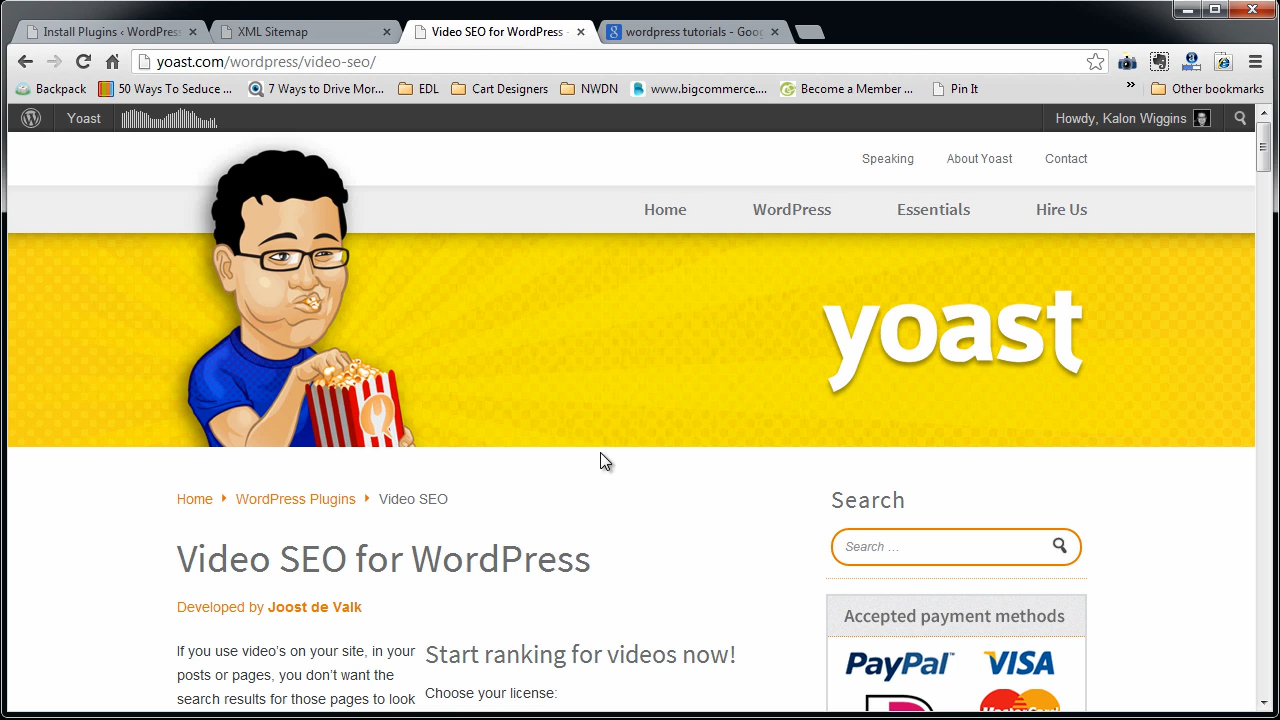 Install Plugins ‹ WordPress
XML Sitemap
Video SEO for WordPress
wordpress tutorials - Goog
yoast.com/wordpress/video-seo/
Backpack
50 Ways To Seduce ...
7 Ways to Drive Mor...
EDL
Cart Designers
NWDN
www.bigcommerce....
Become a Member ...
Pin It
»
Other bookmarks
Yoast
Howdy, Kalon Wiggins
Speaking
About Yoast
Contact
Home
WordPress
Essentials
Hire Us
yoast
Home
WordPress Plugins
Video SEO
Search
Video SEO for WordPress
Search ...
Developed by Joost de Valk
Accepted payment methods
If you use video's on your site, in your
posts or pages, you don't want the
search results for those pages to look
Start ranking for videos now!
Choose your license:
PayPal™
VISA